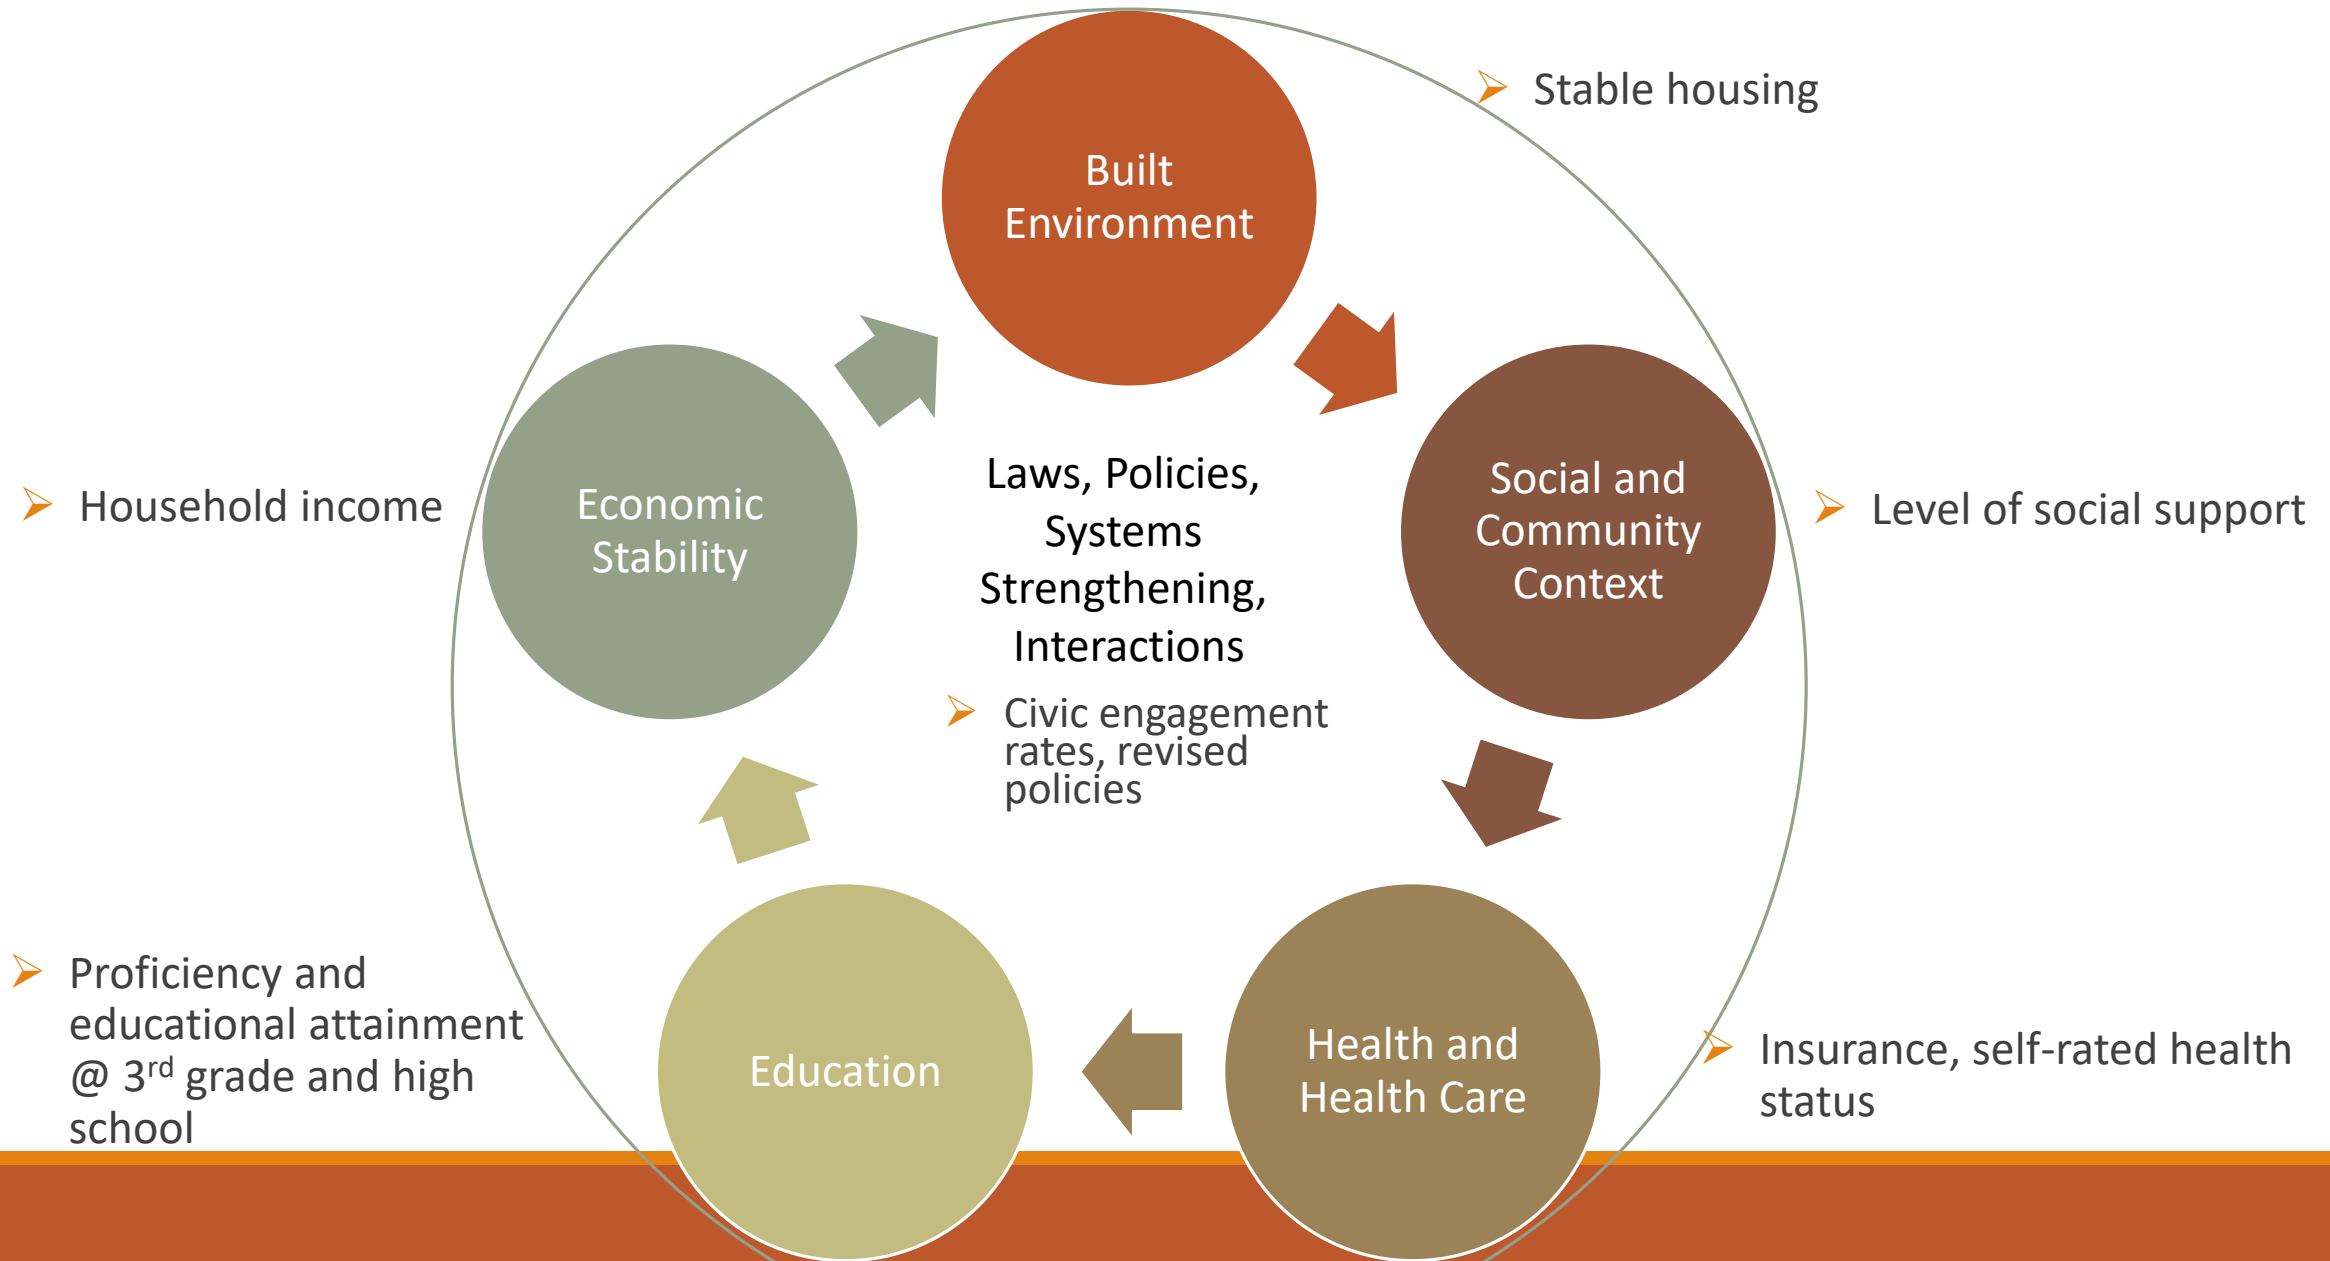 Built
Environment
Stable housing
Social and
Community
Context
Level of social support
Health and
Health Care
Insurance, self-rated health
status
Education
Proficiency and
educational attainment
@ 3rd grade and high
school
Economic
Stability
Household income
Laws, Policies,
Systems
Strengthening,
Interactions
Civic engagement
rates, revised
policies